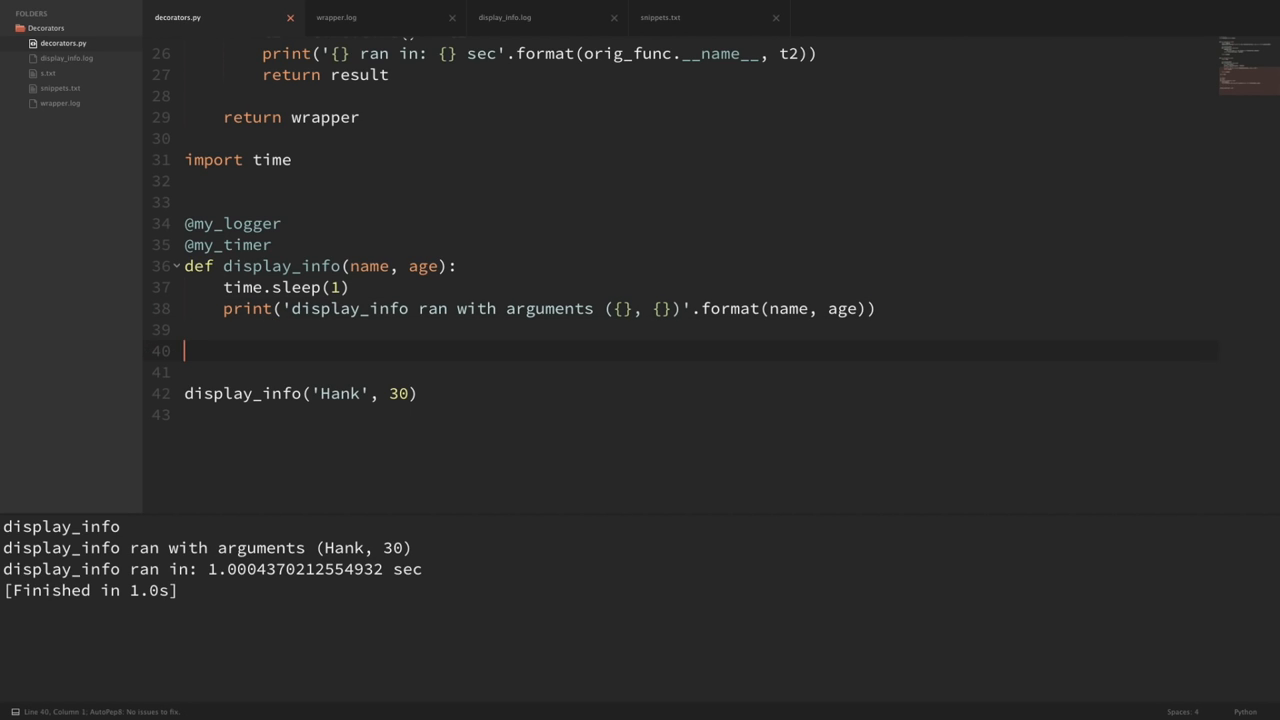 FOLDERS
Decorators
decorators.py
display_info.log
s.txt
snippets.txt
wrapper.log
decorators.py
wrapper.log
display_info.log
snippets.txt
26 print('{} ran in: {} sec'.format(orig_func.__name__, t2))
27 return result
28
29 return wrapper
30
31 import time
32
33
34 @my_logger
35 @my_timer
36 def display_info(name, age):
37 time.sleep(1)
38 print('display_info ran with arguments ({}, {})'.format(name, age))
39
40
41
42 display_info('Hank', 30)
43
display_info
display_info ran with arguments (Hank, 30)
display_info ran in: 1.0004370212554932 sec
[Finished in 1.0s]
Line 40, Column 1; AutoPep8: No issues to fix.
Spaces: 4
Python